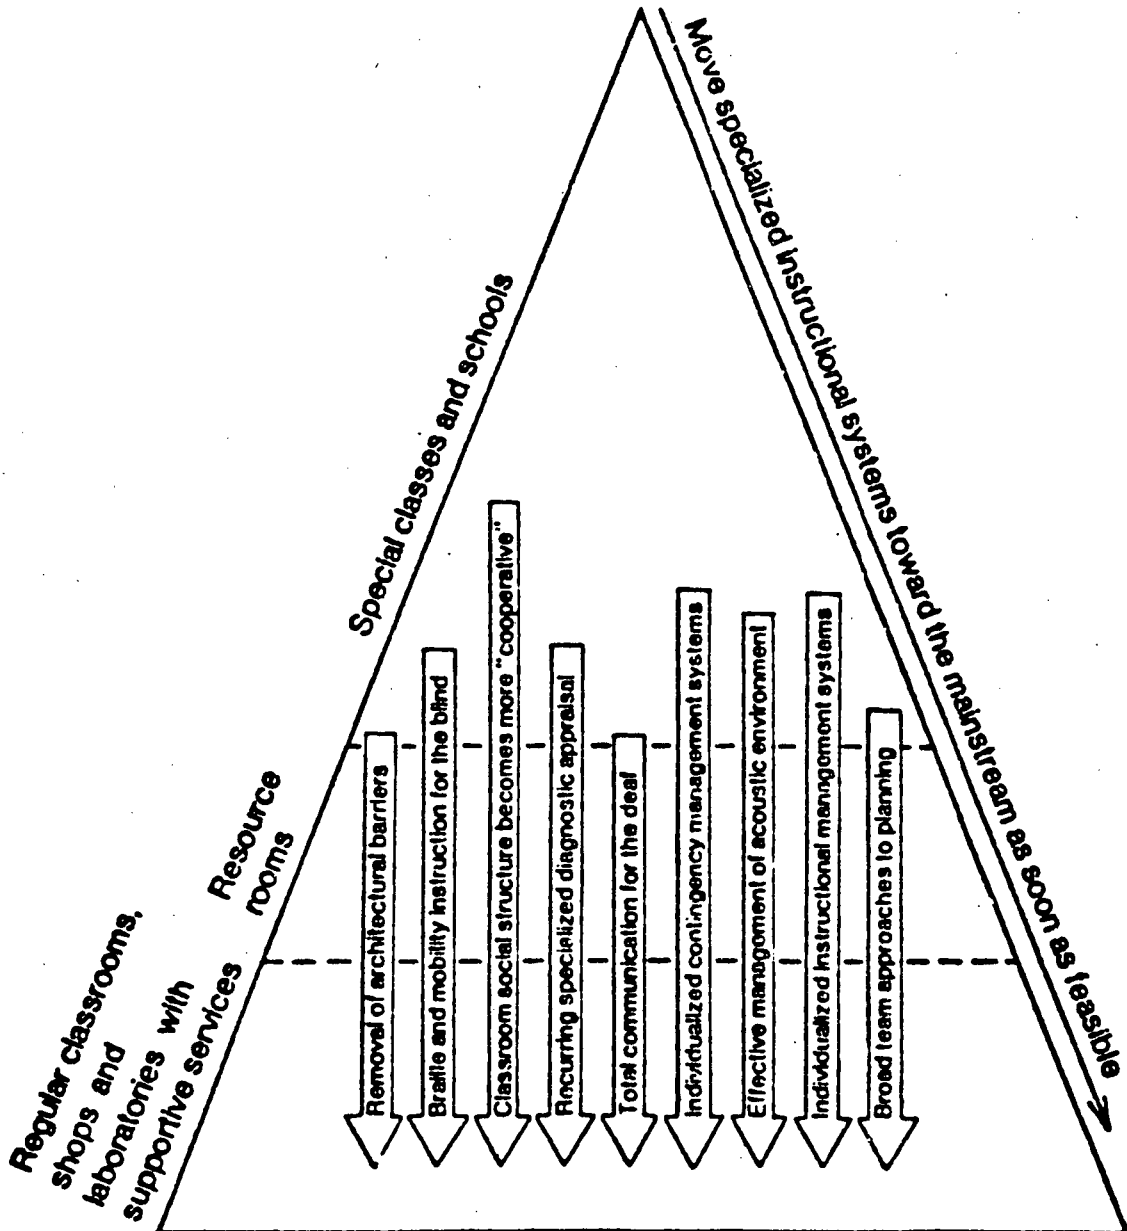 Special classes and schools
Resource
rooms
Regular classrooms,
shops and
laboratories with
supportive services
Removal of architectural barriers
Braille and mobility instruction for the blind
Classroom social structure becomes more "cooperative"
Recurring specialized diagnostic appraisal
Total communication for the deaf
Individualized contingency management systems
Effective management of acoustic environment
Individualized instructional management systems
Broad team approaches to planning
Move specialized instructional systems toward the mainstream as soon as feasible